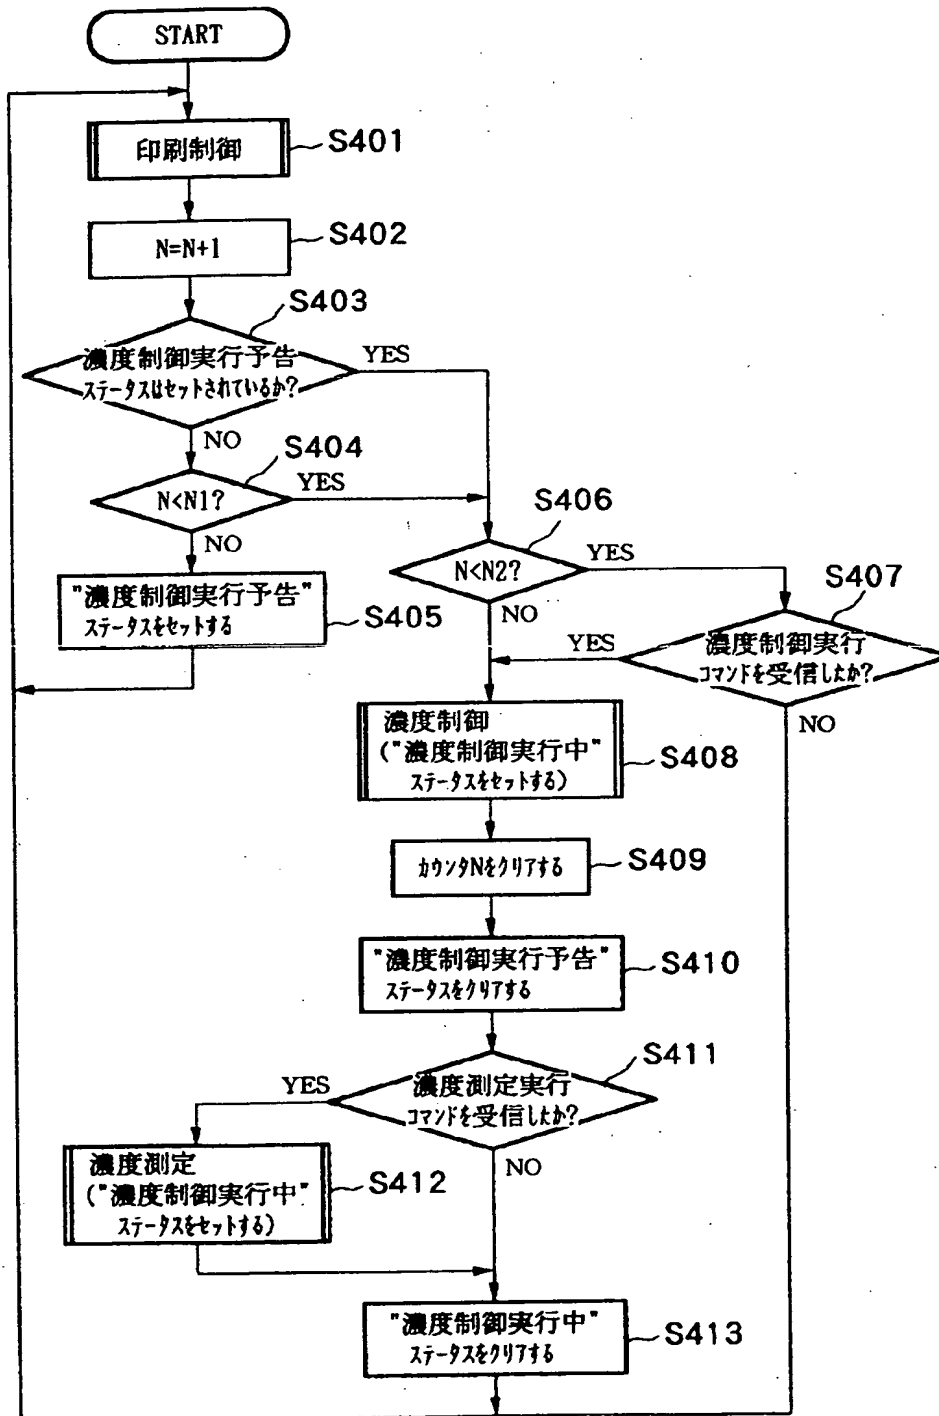 START
印刷制御
S401
N=N+1
S402
S403
濃度制御実行予告
ステータスはセットされているか?
YES
NO
S404
N<N1?
YES
NO
"濃度制御実行予告"
ステータスをセットする
S405
S406
N<N2?
YES
NO
S407
濃度制御実行
コマンドを受信したか?
YES
NO
濃度制御
("濃度制御実行中"
ステータスをセットする)
S408
カウンタNをクリアする
S409
"濃度制御実行予告"
ステータスをクリアする
S410
S411
濃度測定実行
コマンドを受信したか?
YES
NO
濃度測定
("濃度制御実行中"
ステータスをセットする)
S412
"濃度制御実行中"
ステータスをクリアする
S413